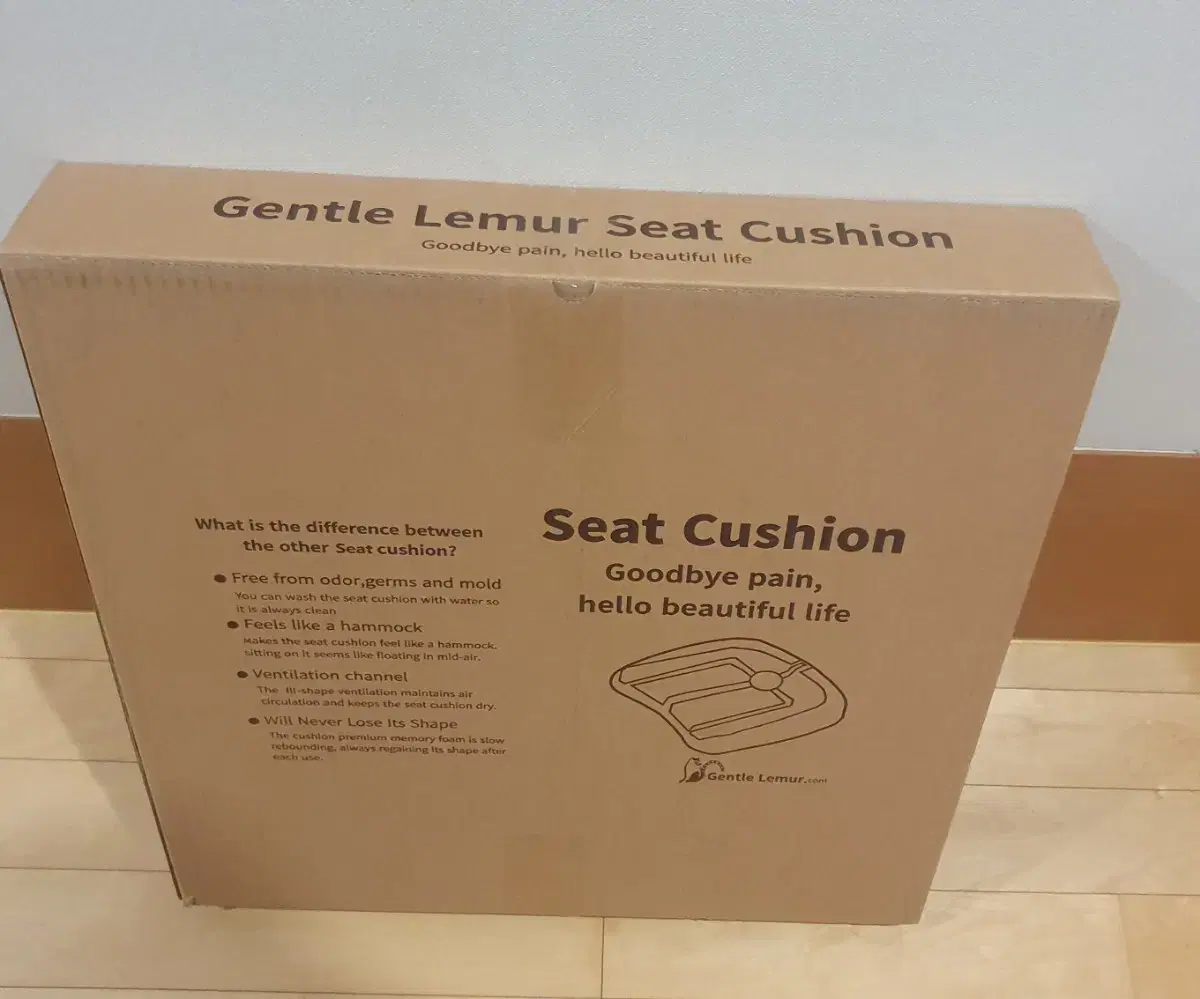 Gentle Lemur Seat Cushion
Goodbye pain, hello beautiful life
What is the difference between
the other Seat cushion?
● Free from odor,germs and mold
You can wash the seat cushion with water so
it is always clean
● Feels like a hammock
Makes the seat cushion feel like a hammock.
sitting on it seems like floating in mid-air.
● Ventilation channel
The III-shape ventilation maintains air
circulation and keeps the seat cushion dry.
● Will Never Lose Its Shape
The cushion premium memory foam is slow
rebounding, always regaining its shape after
each use.
Seat Cushion
Goodbye pain,
hello beautiful life
Gentle Lemur.com